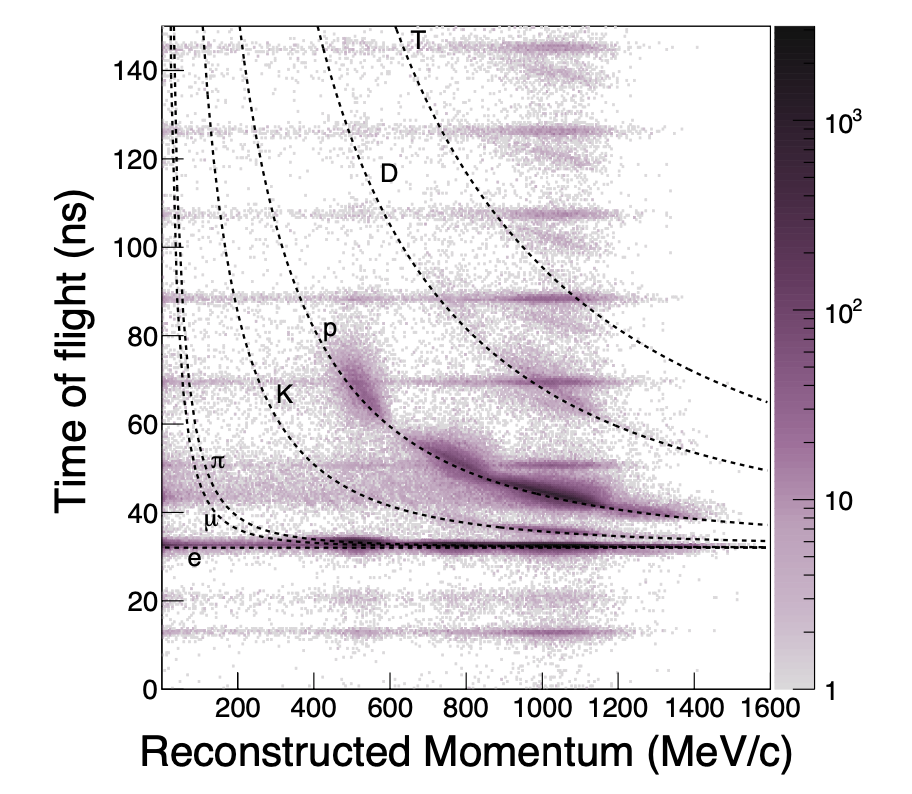 T
140
10³
120
D
100
10²
80
p
K
60
π
10
40
μ
e
20
0
1
200 400 600 800 1000 1200 1400 1600
Time of flight (ns)
Reconstructed Momentum (MeV/c)